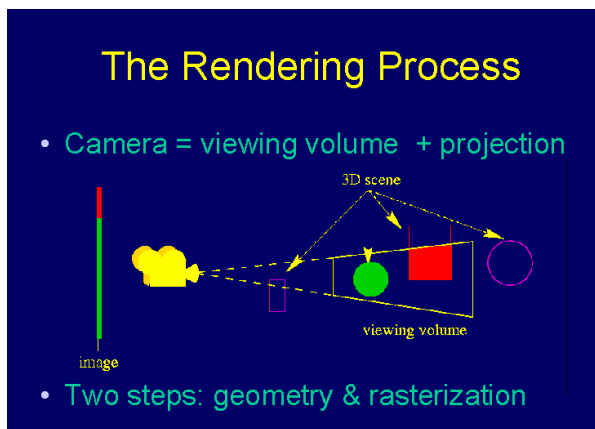 The Rendering Process
• Camera = viewing volume + projection
3D scene
viewing volume
image
• Two steps: geometry & rasterization